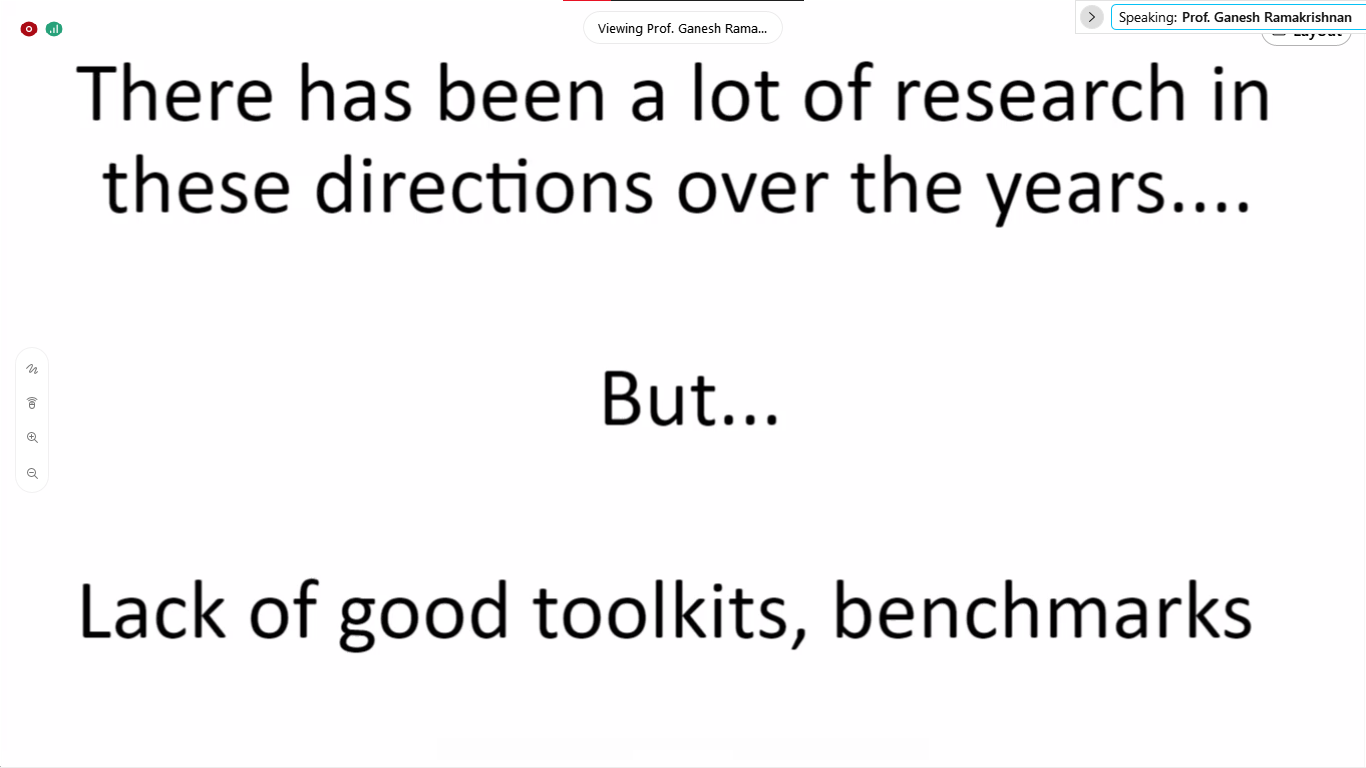 Viewing Prof. Ganesh Rama...
Speaking: Prof. Ganesh Ramakrishnan
Layout
There has been a lot of research in
these directions over the years....
But...
Lack of good toolkits, benchmarks